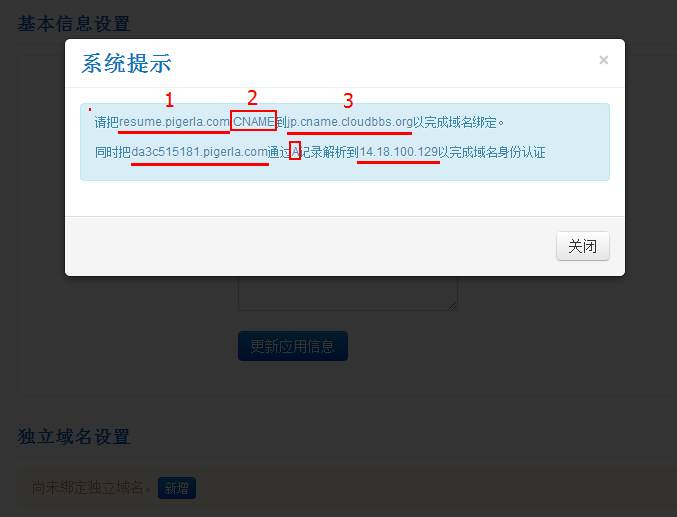 基本信息设置
系统提示
×
1 2 3
请把resume.pigerla.com CNAME到jp.cname.cloudbbs.org以完成域名绑定。
同时把da3c515181.pigerla.com通过A记录解析到14.18.100.129以完成域名身份认证
关闭
更新应用信息
独立域名设置
尚未绑定独立域名。 新增